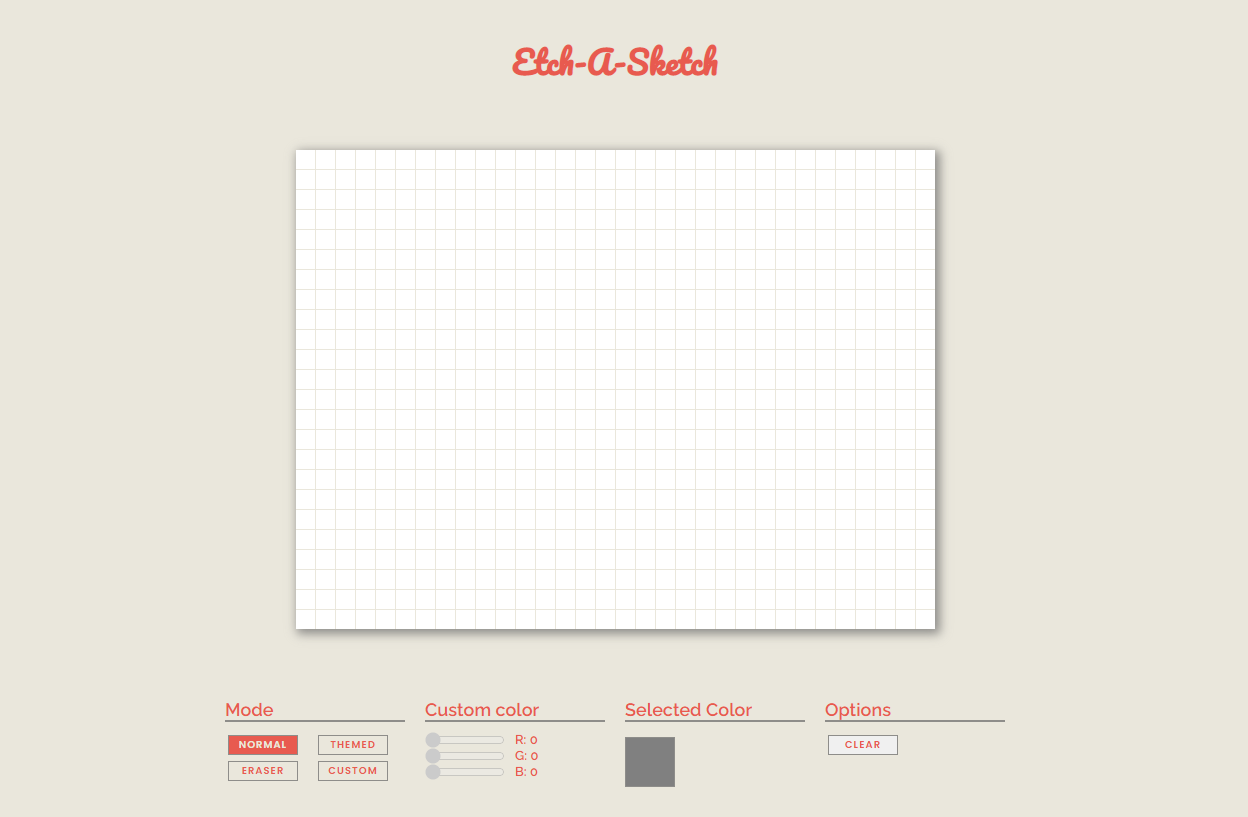 Etch-A-Sketch
Mode
NORMAL
THEMED
ERASER
CUSTOM
Custom color
R: 0
G: 0
B: 0
Selected Color
Options
CLEAR